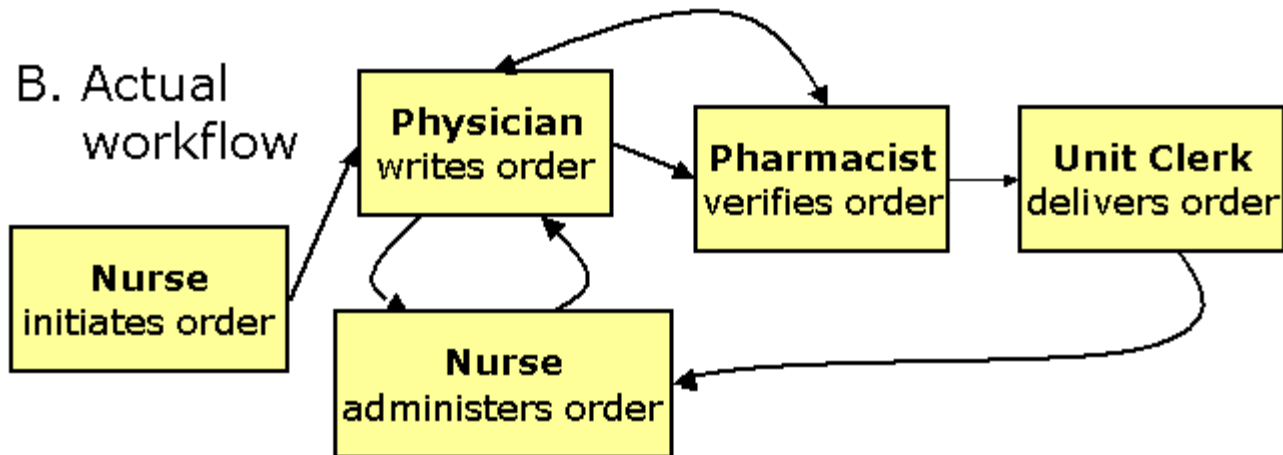 B. Actual
workflow
Physician
writes order
Pharmacist
verifies order
Unit Clerk
delivers order
Nurse
initiates order
Nurse
administers order